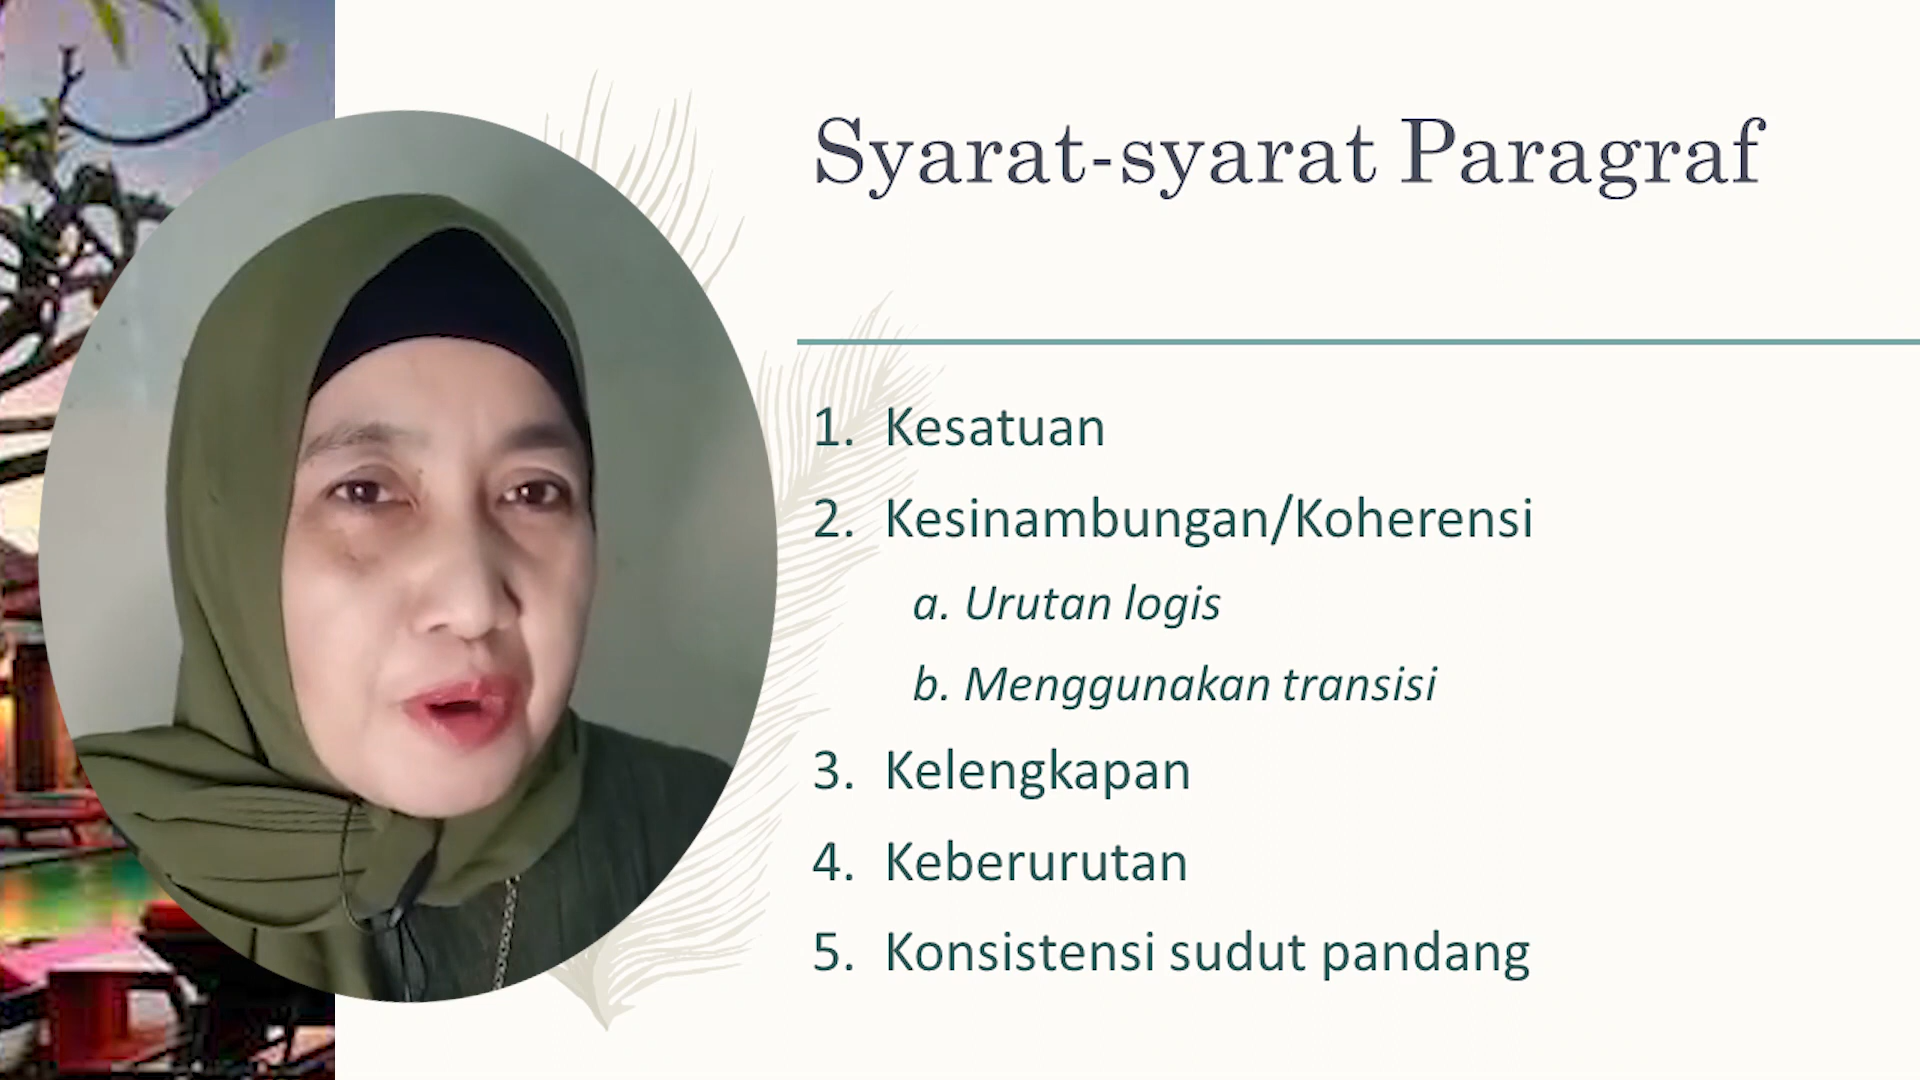 Syarat-syarat Paragraf
1. Kesatuan
2. Kesinambungan/Koherensi
a. Urutan logis
b. Menggunakan transisi
3. Kelengkapan
4. Keberurutan
5. Konsistensi sudut pandang